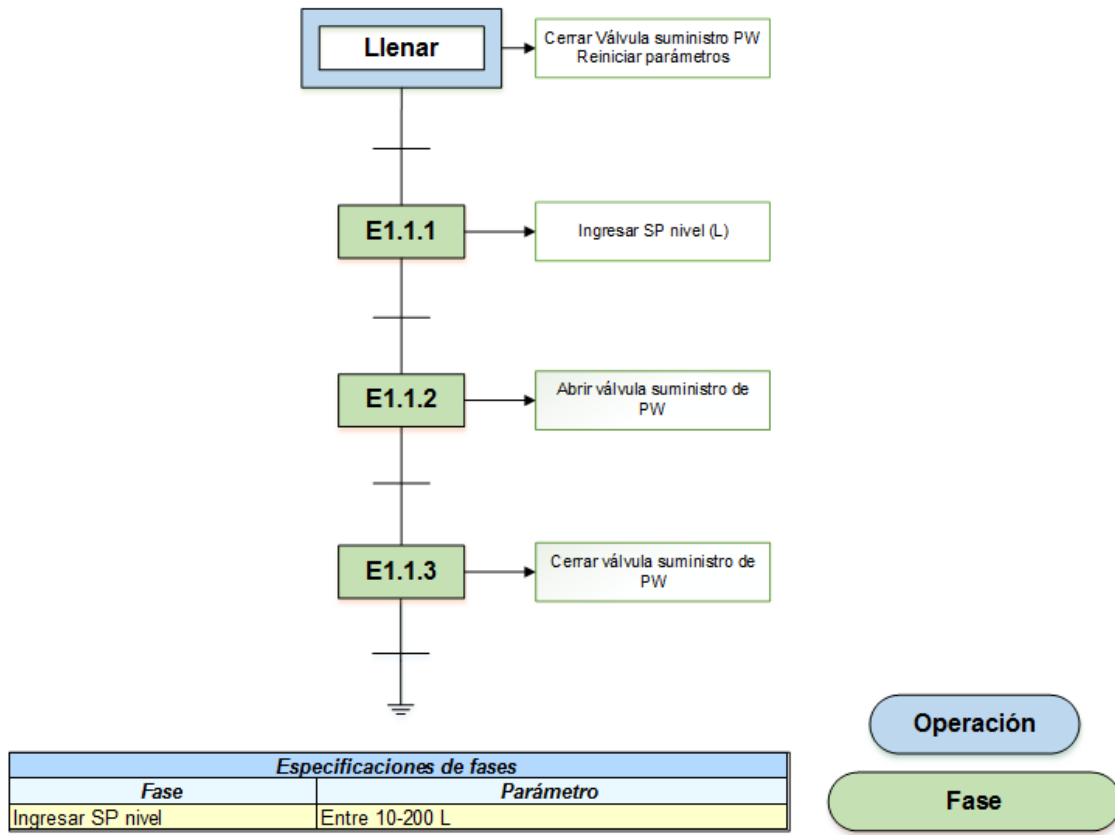 Llenar
Cerrar Válvula suministro PW
Reiniciar parámetros
E1.1.1
Ingresar SP nivel (L)
E1.1.2
Abrir válvula suministro de
PW
E1.1.3
Cerrar válvula suministro de
PW
Operación
Fase
Especificaciones de fases
Fase
Parámetro
Ingresar SP nivel
Entre 10-200 L